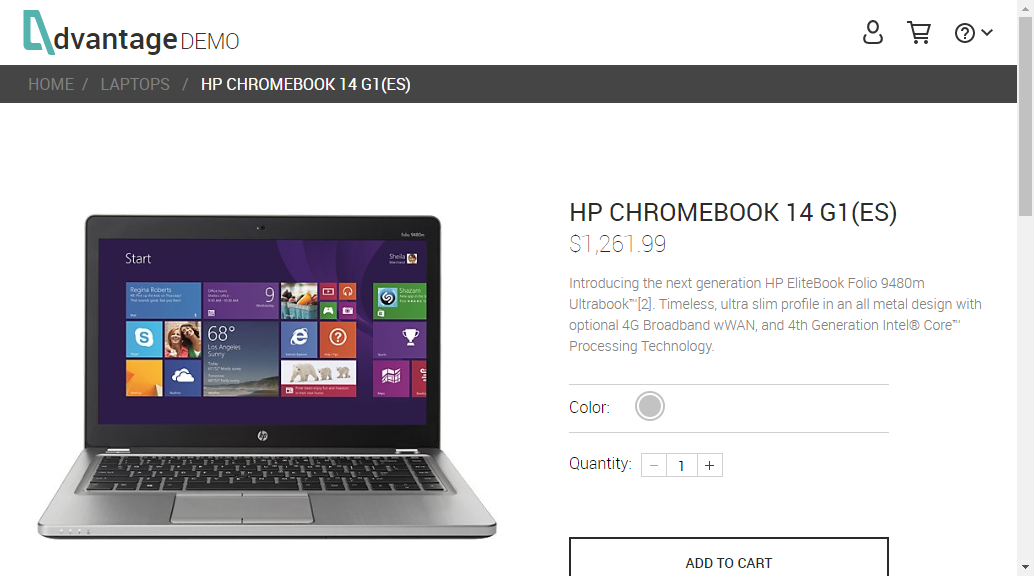 dvantage DEMO
HOME / LAPTOPS / HP CHROMEBOOK 14 G1(ES)
HP CHROMEBOOK 14 G1(ES)
$1,261.99
Introducing the next generation HP EliteBook Folio 9480m
Ultrabook™[2]. Timeless, ultra slim profile in an all metal design with
optional 4G Broadband wWAN, and 4th Generation Intel® Core™
Processing Technology.
Color:
Quantity: − 1 +
ADD TO CART
Start
Sheila
Regina Roberts
9
Wednesday
Shazam
68°
Los Angeles
Sunny
Today
hp